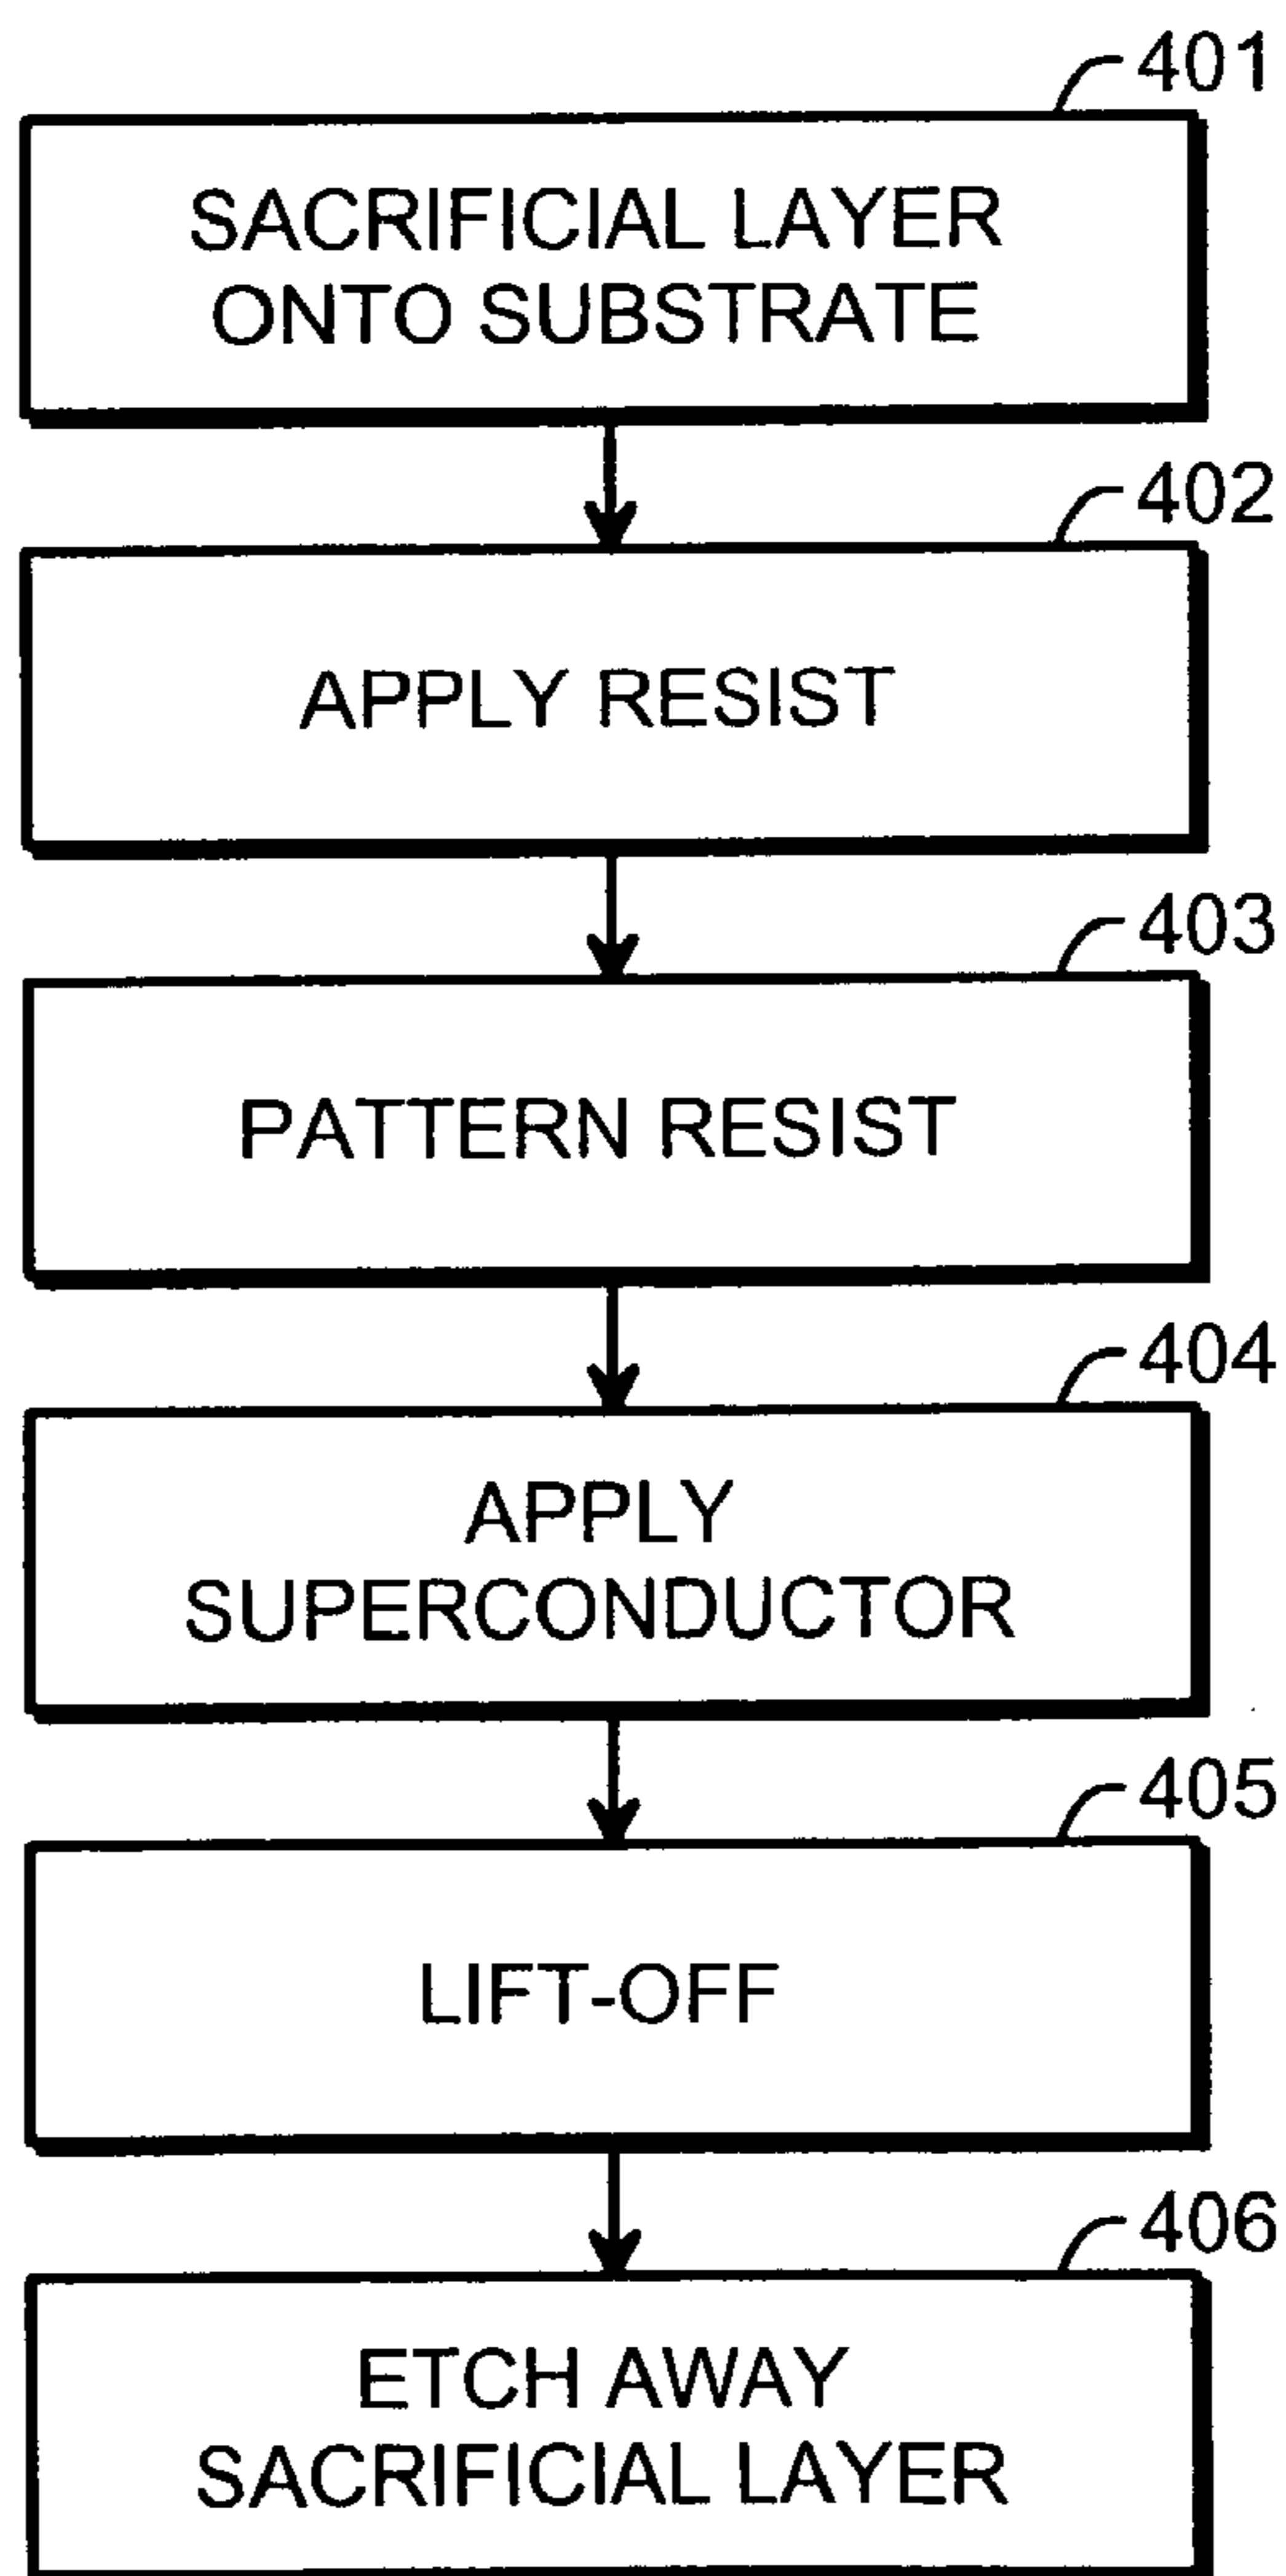 401
SACRIFICIAL LAYER
ONTO SUBSTRATE
402
APPLY RESIST
403
PATTERN RESIST
404
APPLY
SUPERCONDUCTOR
405
LIFT-OFF
406
ETCH AWAY
SACRIFICIAL LAYER